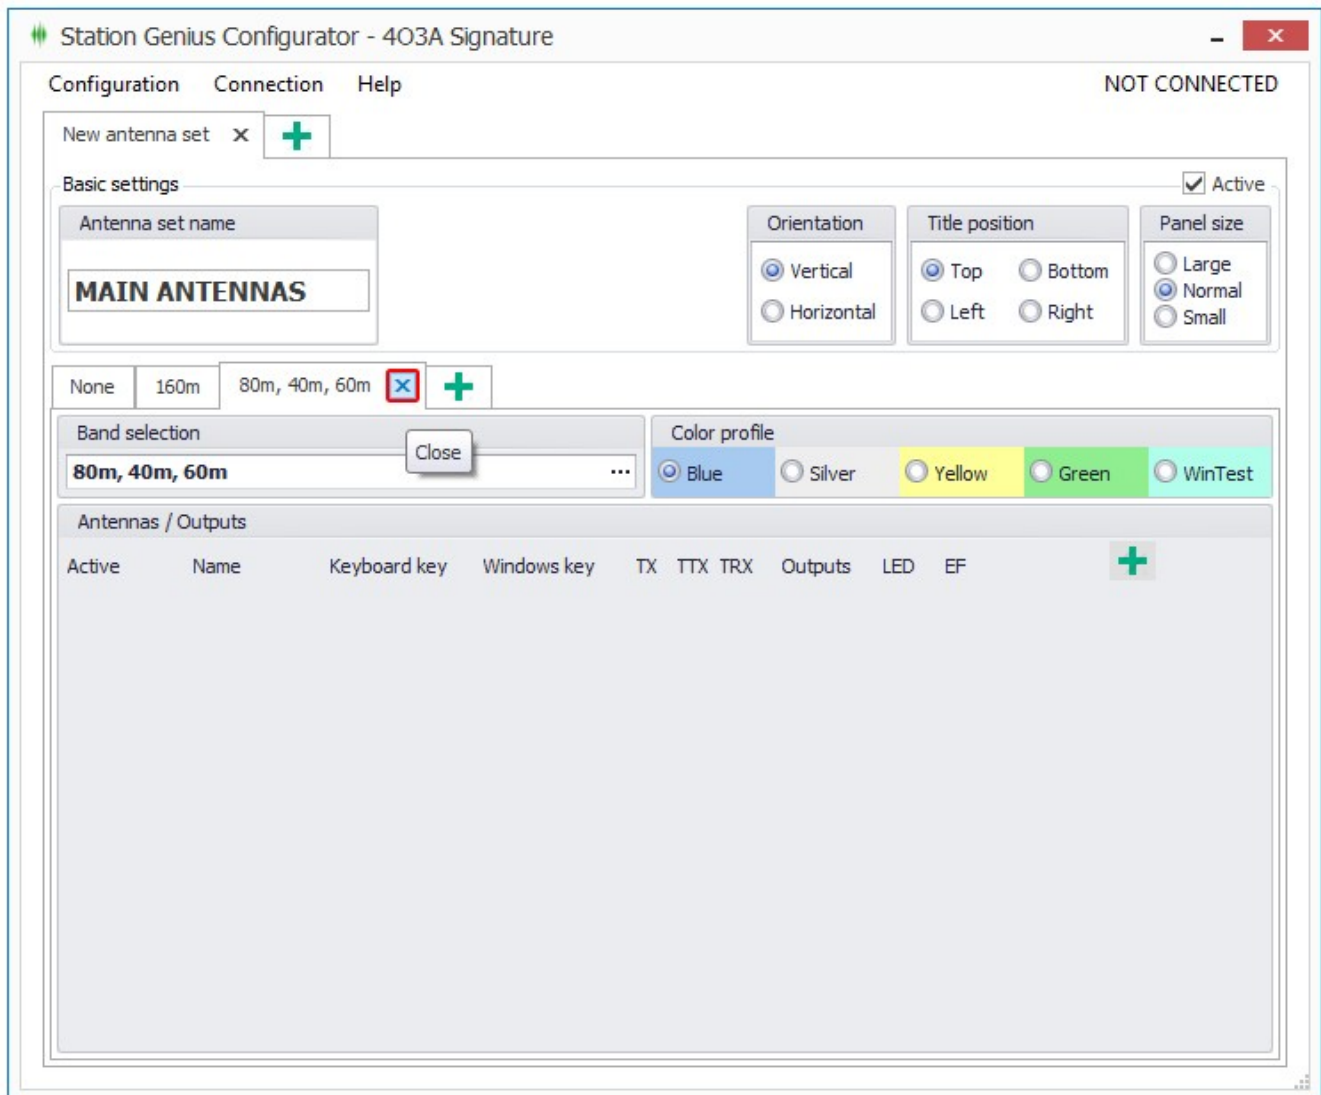 Station Genius Configurator - 4O3A Signature
Configuration Connection Help NOT CONNECTED
New antenna set
Basic settings Active
Antenna set name Orientation Title position Panel size
MAIN ANTENNAS
Vertical Top Bottom Large
Normal
Horizontal Left Right Small
None 160m 80m, 40m, 60m
Band selection Color profile
Close
80m, 40m, 60m ... Blue Silver Yellow Green WinTest
Antennas / Outputs
Active Name Keyboard key Windows key TX TTX TRX Outputs LED EF